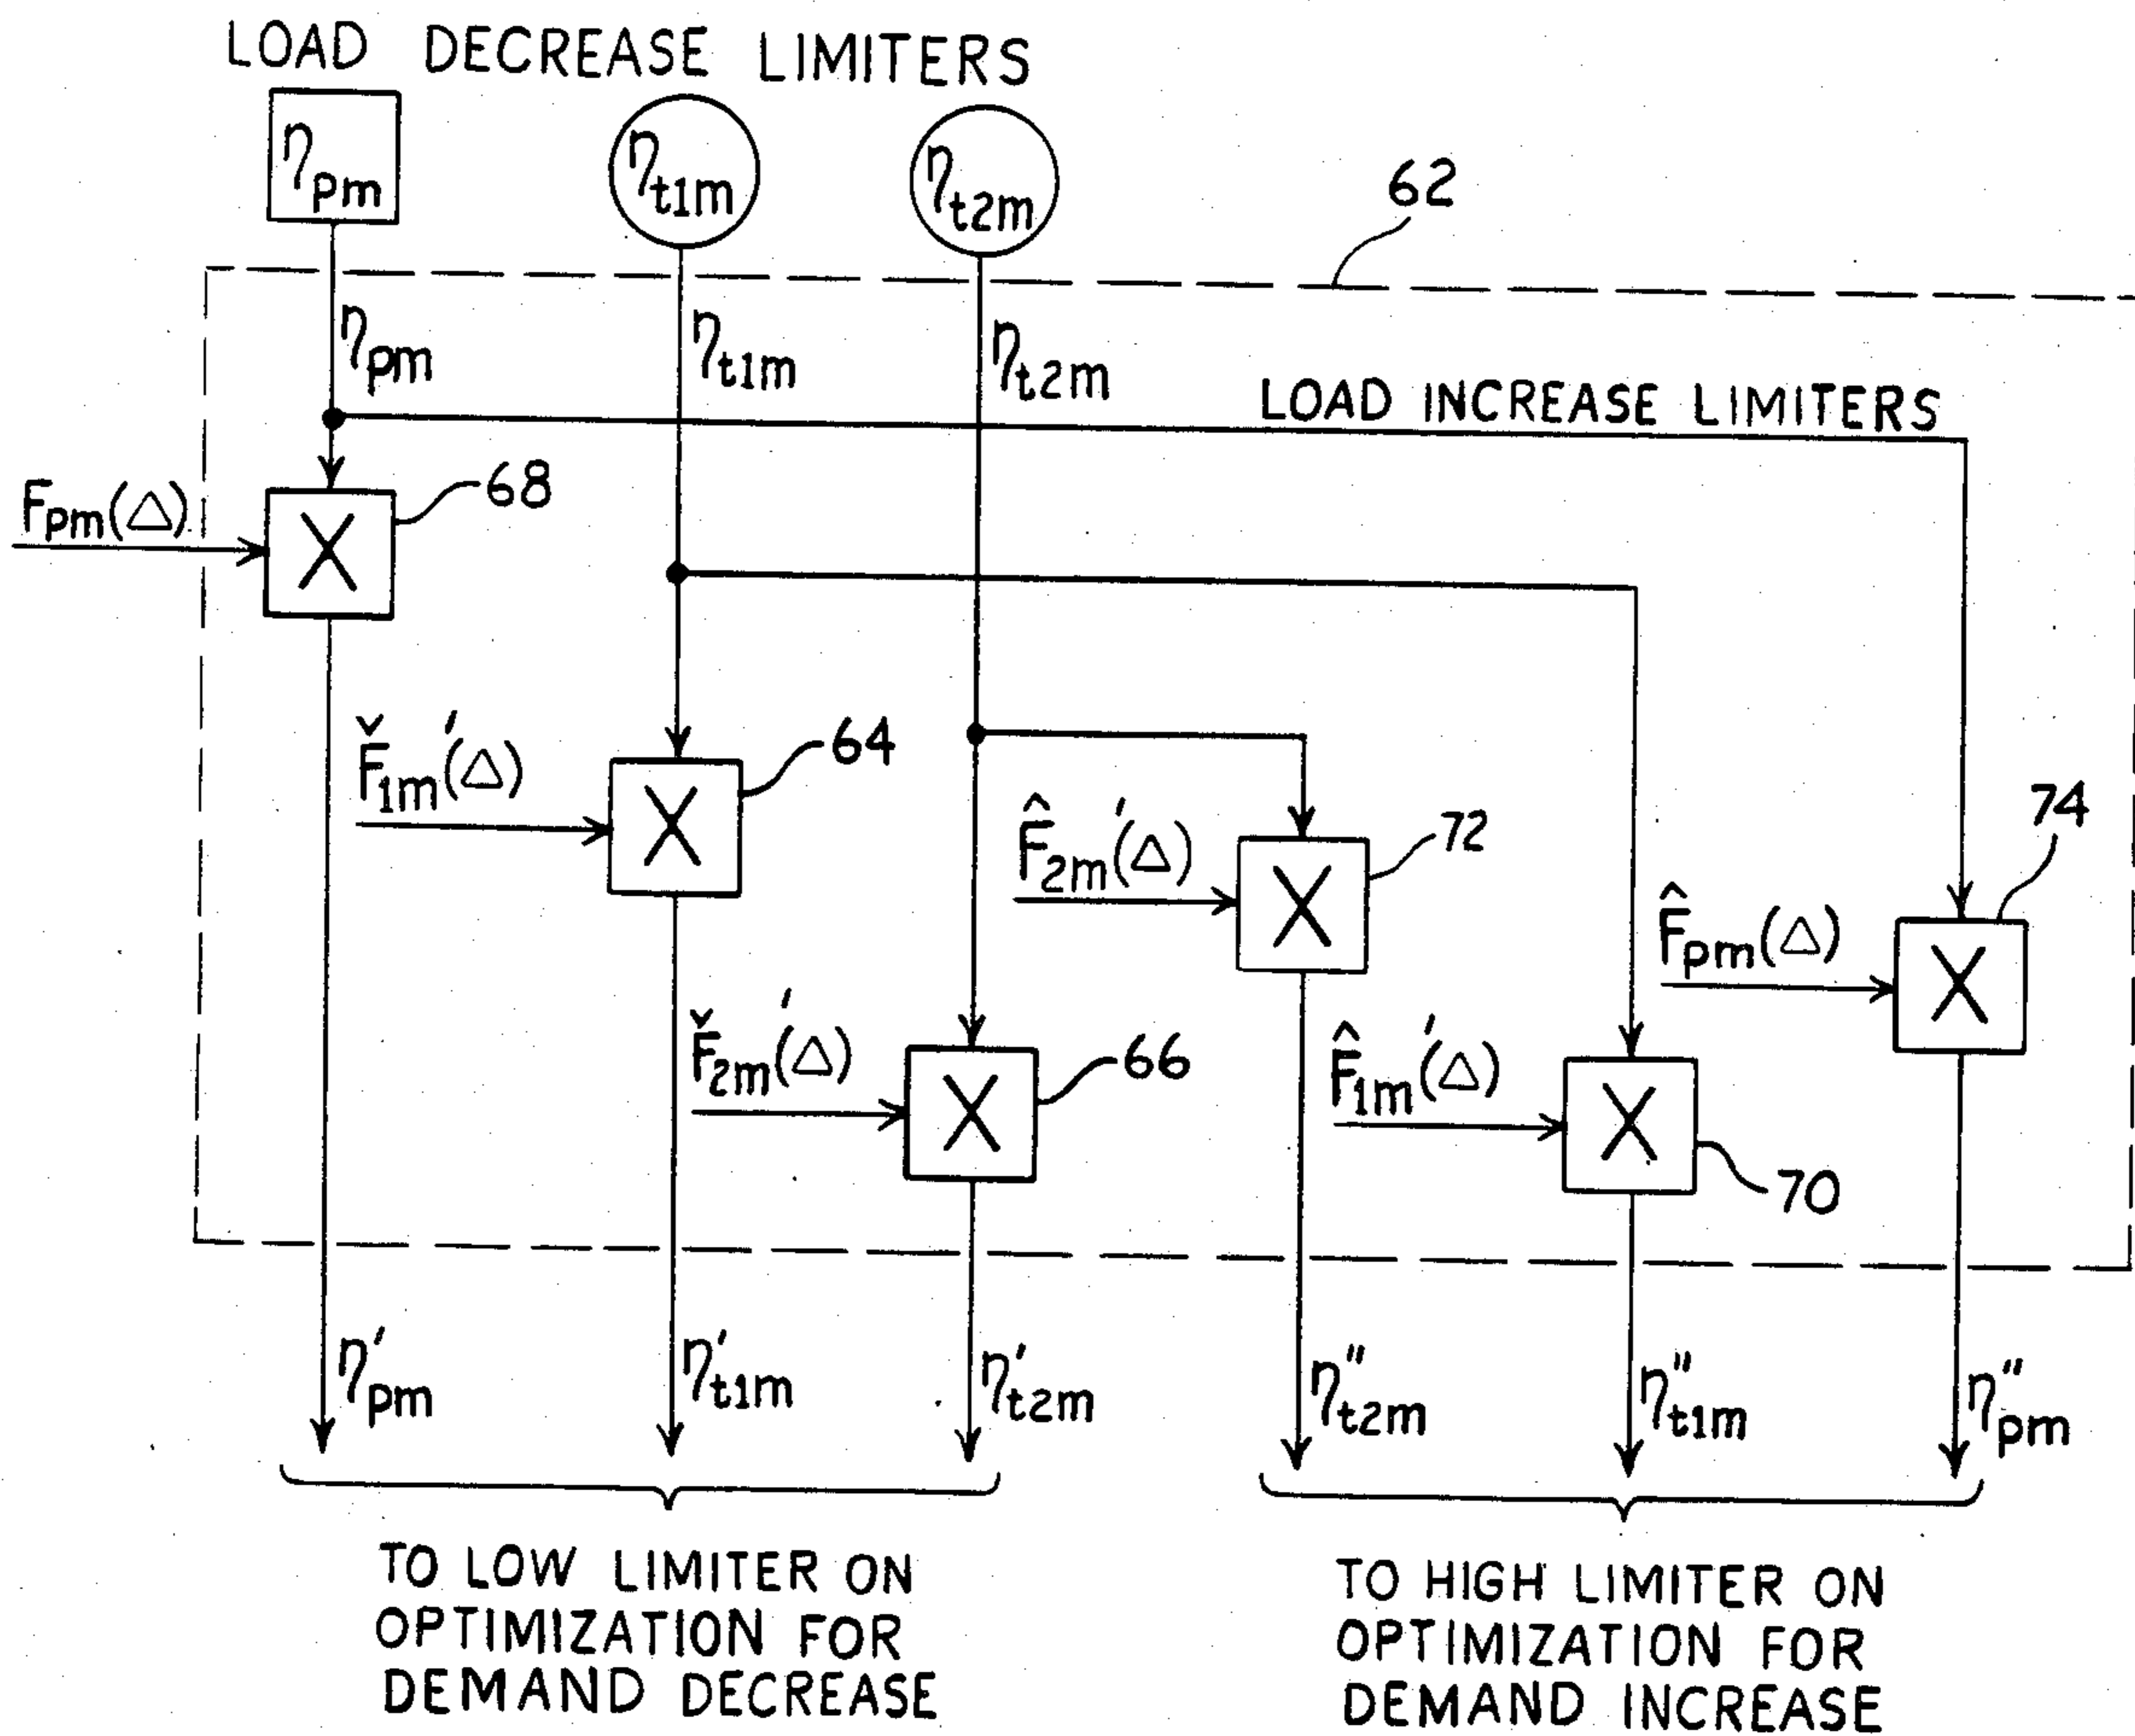 LOAD DECREASE LIMITERS
ηpm
ηt1m
ηt2m
62
ηpm
ηt1m
ηt2m
LOAD INCREASE LIMITERS
Fpm(△)
X
68
F̌1m′(△)
X
64
F̂2m′(△)
X
72
F̂pm(△)
X
74
F̌2m′(△)
X
66
F̂1m′(△)
X
70
η′pm
η′t1m
η′t2m
η″t2m
η″t1m
η″pm
TO LOW LIMITER ON
OPTIMIZATION FOR
DEMAND DECREASE
TO HIGH LIMITER ON
OPTIMIZATION FOR
DEMAND INCREASE